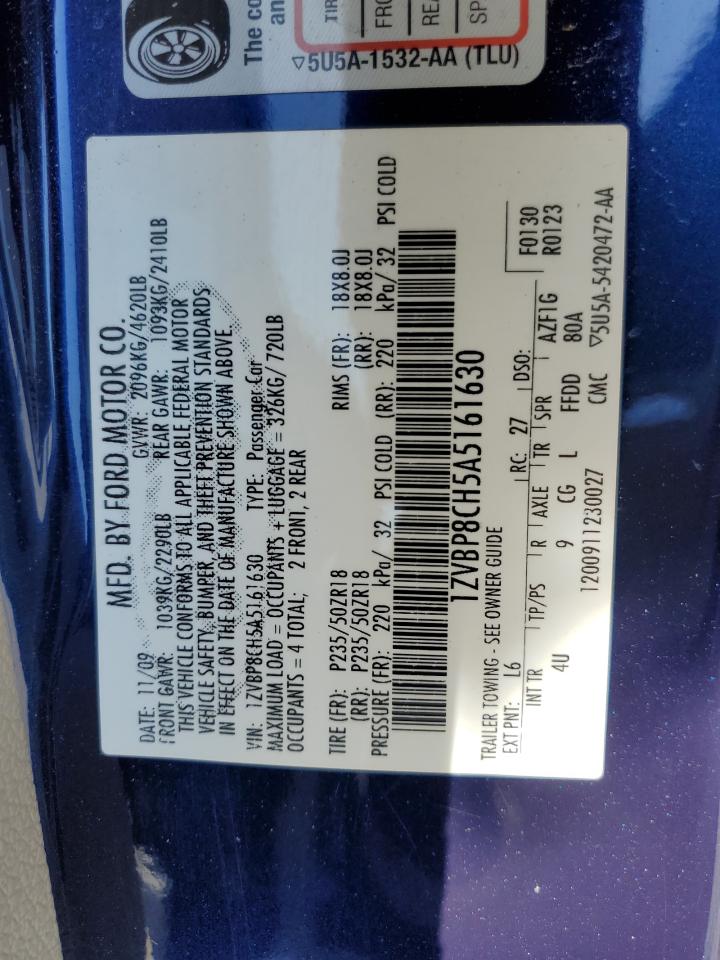 The co
an
TIR
FRO
REA
SP
▽5U5A-1532-AA (TLU)
MFD. BY FORD MOTOR CO.
DATE: 11/09 GVWR: 2096KG/4620LB
FRONT GAWR: 1039KG/2290LB REAR GAWR: 1093KG/2410LB
THIS VEHICLE CONFORMS TO ALL APPLICABLE FEDERAL MOTOR
VEHICLE SAFETY, BUMPER, AND THEFT PREVENTION STANDARDS
IN EFFECT ON THE DATE OF MANUFACTURE SHOWN ABOVE.
VIN: 1ZVBP8CH5A5161630 TYPE: Passenger Car
MAXIMUM LOAD = OCCUPANTS + LUGGAGE = 326KG/ 720LB
OCCUPANTS = 4 TOTAL; 2 FRONT, 2 REAR
TIRE (FR): P235/50ZR18 RIMS (FR): 18X8.0J
(RR): P235/50ZR18 (RR): 18X8.0J
PRESSURE (FR): 220 kPa/ 32 PSI COLD (RR): 220 kPa/ 32 PSI COLD
1ZVBP8CH5A5161630
TRAILER TOWING - SEE OWNER GUIDE
EXT PNT: L6 RC: 27 DSO: F0130
INT TR TP/PS R AXLE TR SPR AZF1G R0123
4U 9 CG L FFDD 80A
1200911230027 CMC ▽5U5A-5420472-AA